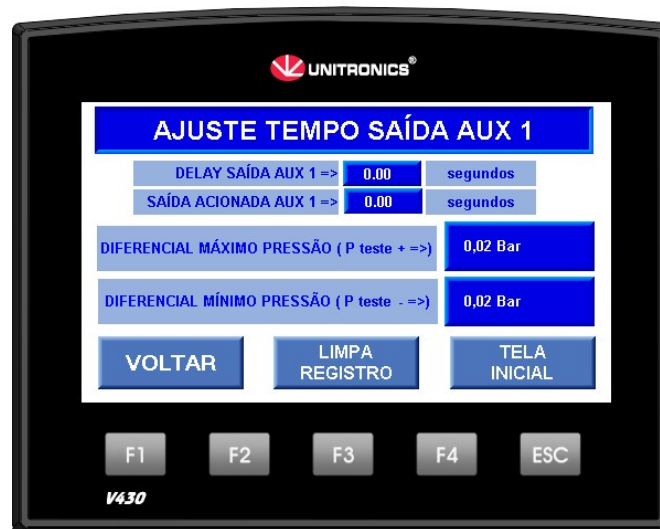 UNITRONICS®
AJUSTE TEMPO SAÍDA AUX 1
DELAY SAÍDA AUX 1 => 0.00 segundos
SAÍDA ACIONADA AUX 1 => 0.00 segundos
DIFERENCIAL MÁXIMO PRESSÃO ( P teste + =>) 0,02 Bar
DIFERENCIAL MÍNIMO PRESSÃO ( P teste - =>) 0,02 Bar
VOLTAR
LIMPA
REGISTRO
TELA
INICIAL
F1 F2 F3 F4 ESC
V430